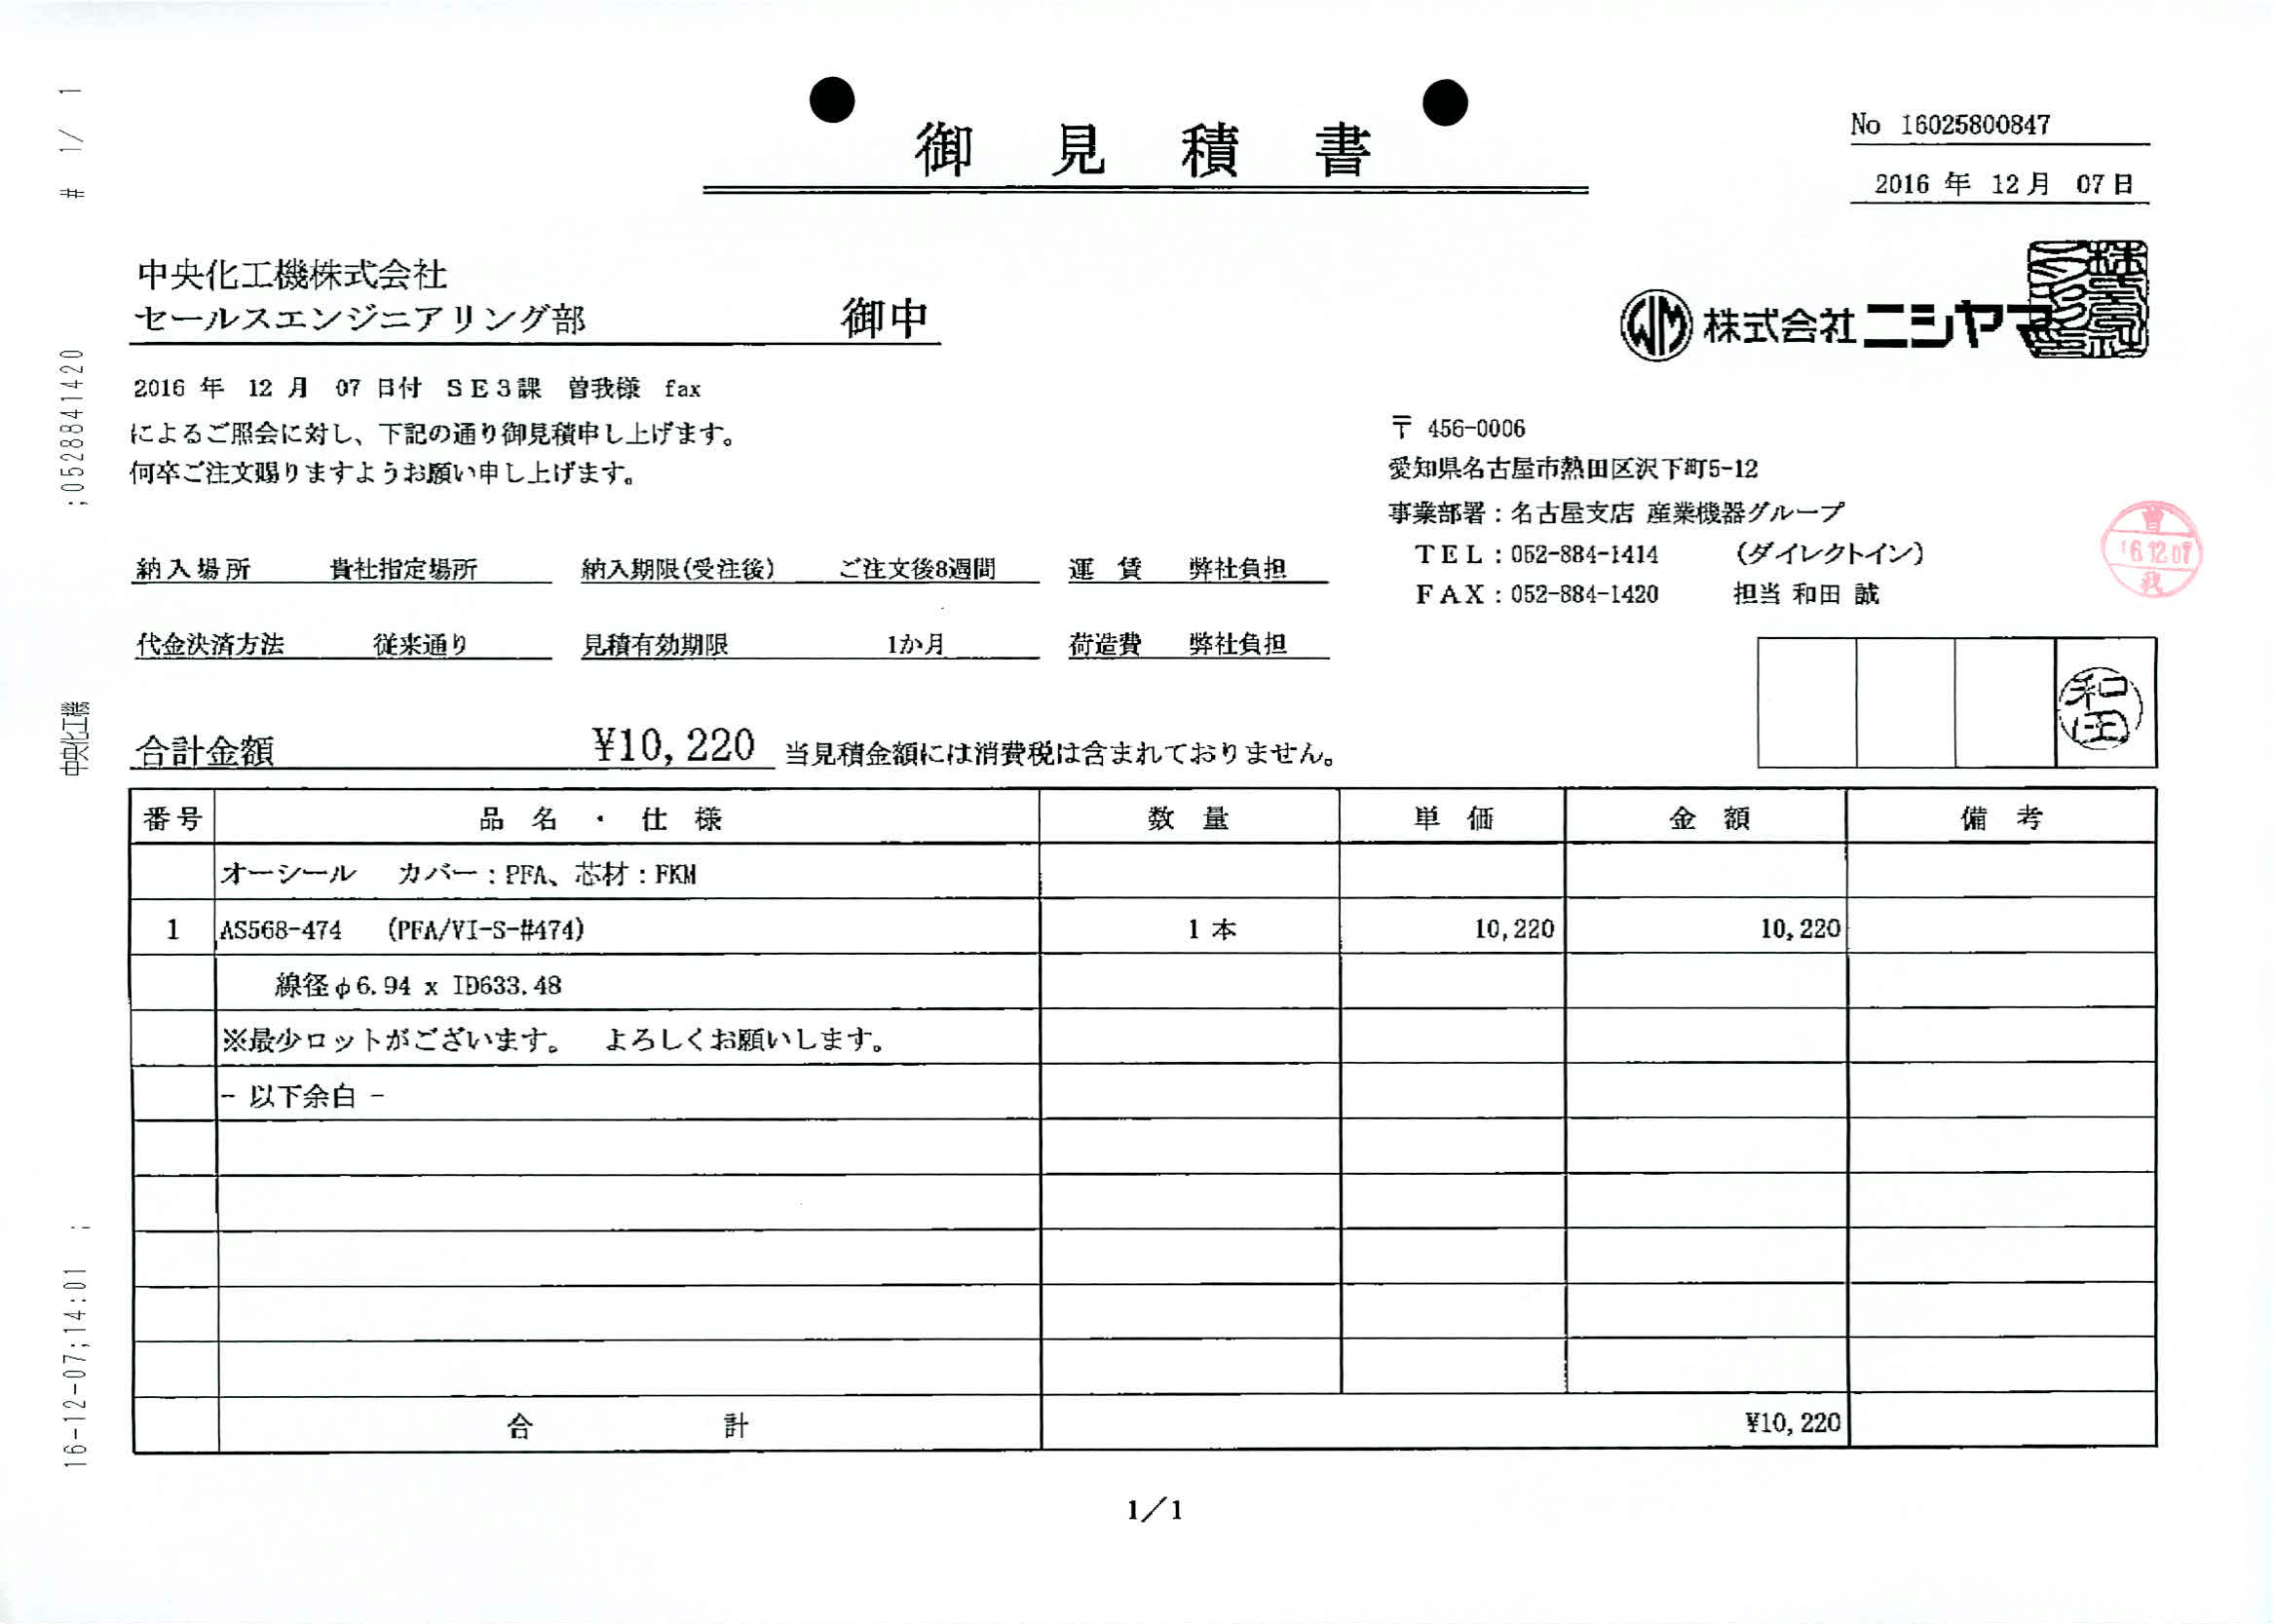 御見積書
No 16025800847
2016 年 12月 07日
中央化工機株式会社
セールスエンジニアリング部 御中
株式会社ニシヤマ
2016 年 12 月 07 日付 ＳＥ3課 曽我様 fax
によるご照会に対し、下記の通り御見積申し上げます。
何卒ご注文賜りますようお願い申し上げます。
〒 456-0006
愛知県名古屋市熱田区沢下町5-12
事業部署：名古屋支店 産業機器グループ
ＴＥＬ：052-884-1414 （ダイレクトイン）
ＦＡＸ：052-884-1420 担当 和田 誠
曽
16.12.07
我
納入場所 貴社指定場所 納入期限(受注後) ご注文後8週間 運賃 弊社負担
代金決済方法 従来通り 見積有効期限 1か月 荷造費 弊社負担
和田
合計金額 ¥10,220 当見積金額には消費税は含まれておりません。
番号 品名・仕様 数量 単価 金額 備考
オーシール カバー：PFA、芯材：FKM
1 AS568-474 (PFA/VI-S-#474) 1 本 10,220 10,220
線径φ6.94 x ID633.48
※最少ロットがございます。 よろしくお願いします。
- 以下余白 -
合計 ¥10,220
1／1
16-12-07;14:01 ; 中央化工機 ;0528841420 # 1/ 1